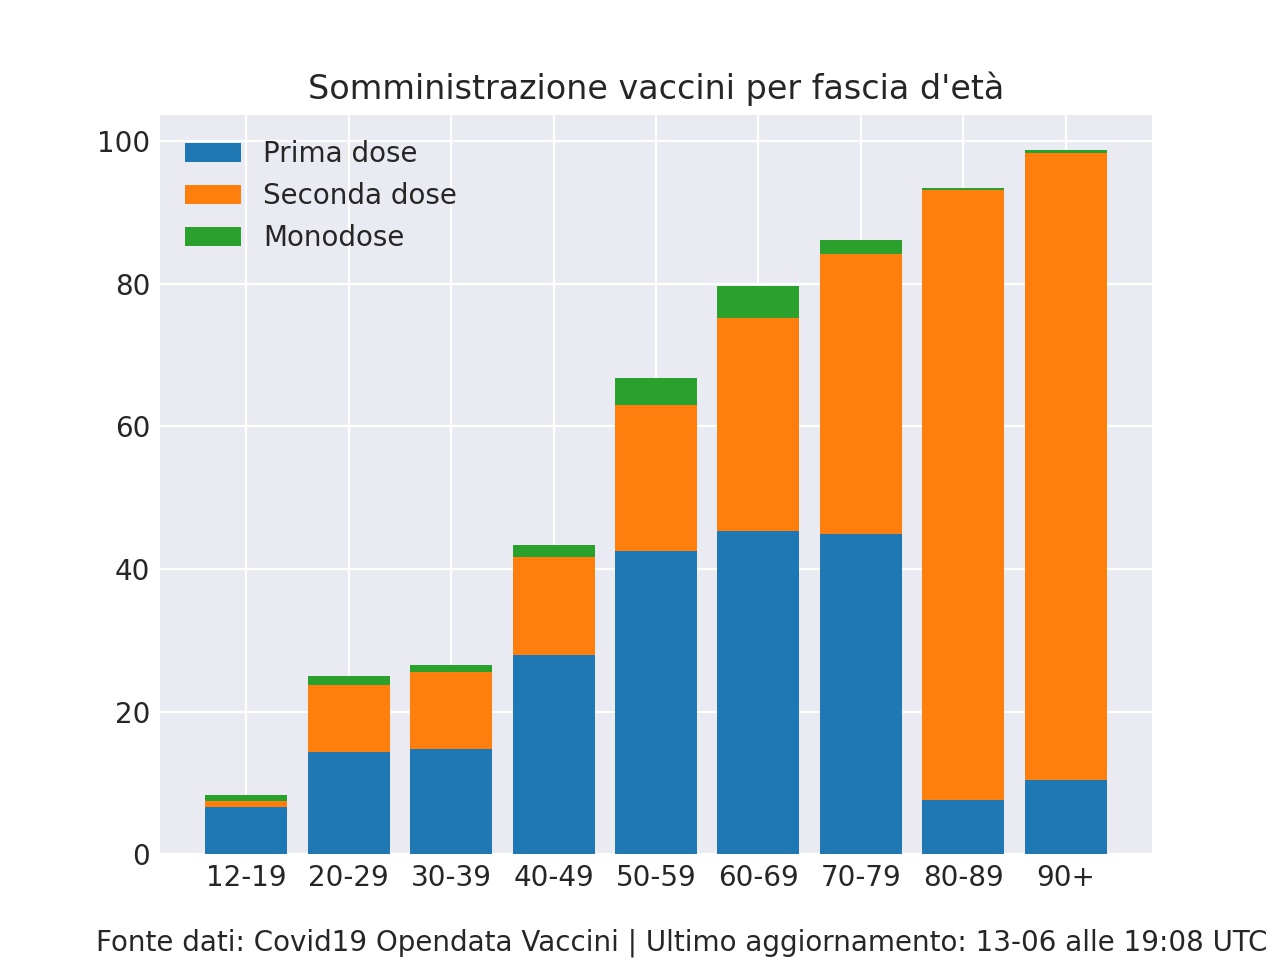 Somministrazione vaccini per fascia d'età
100
80
60
40
20
0
Prima dose
Seconda dose
Monodose
12-19 20-29 30-39 40-49 50-59 60-69 70-79 80-89 90+
Fonte dati: Covid19 Opendata Vaccini | Ultimo aggiornamento: 13-06 alle 19:08 UTC